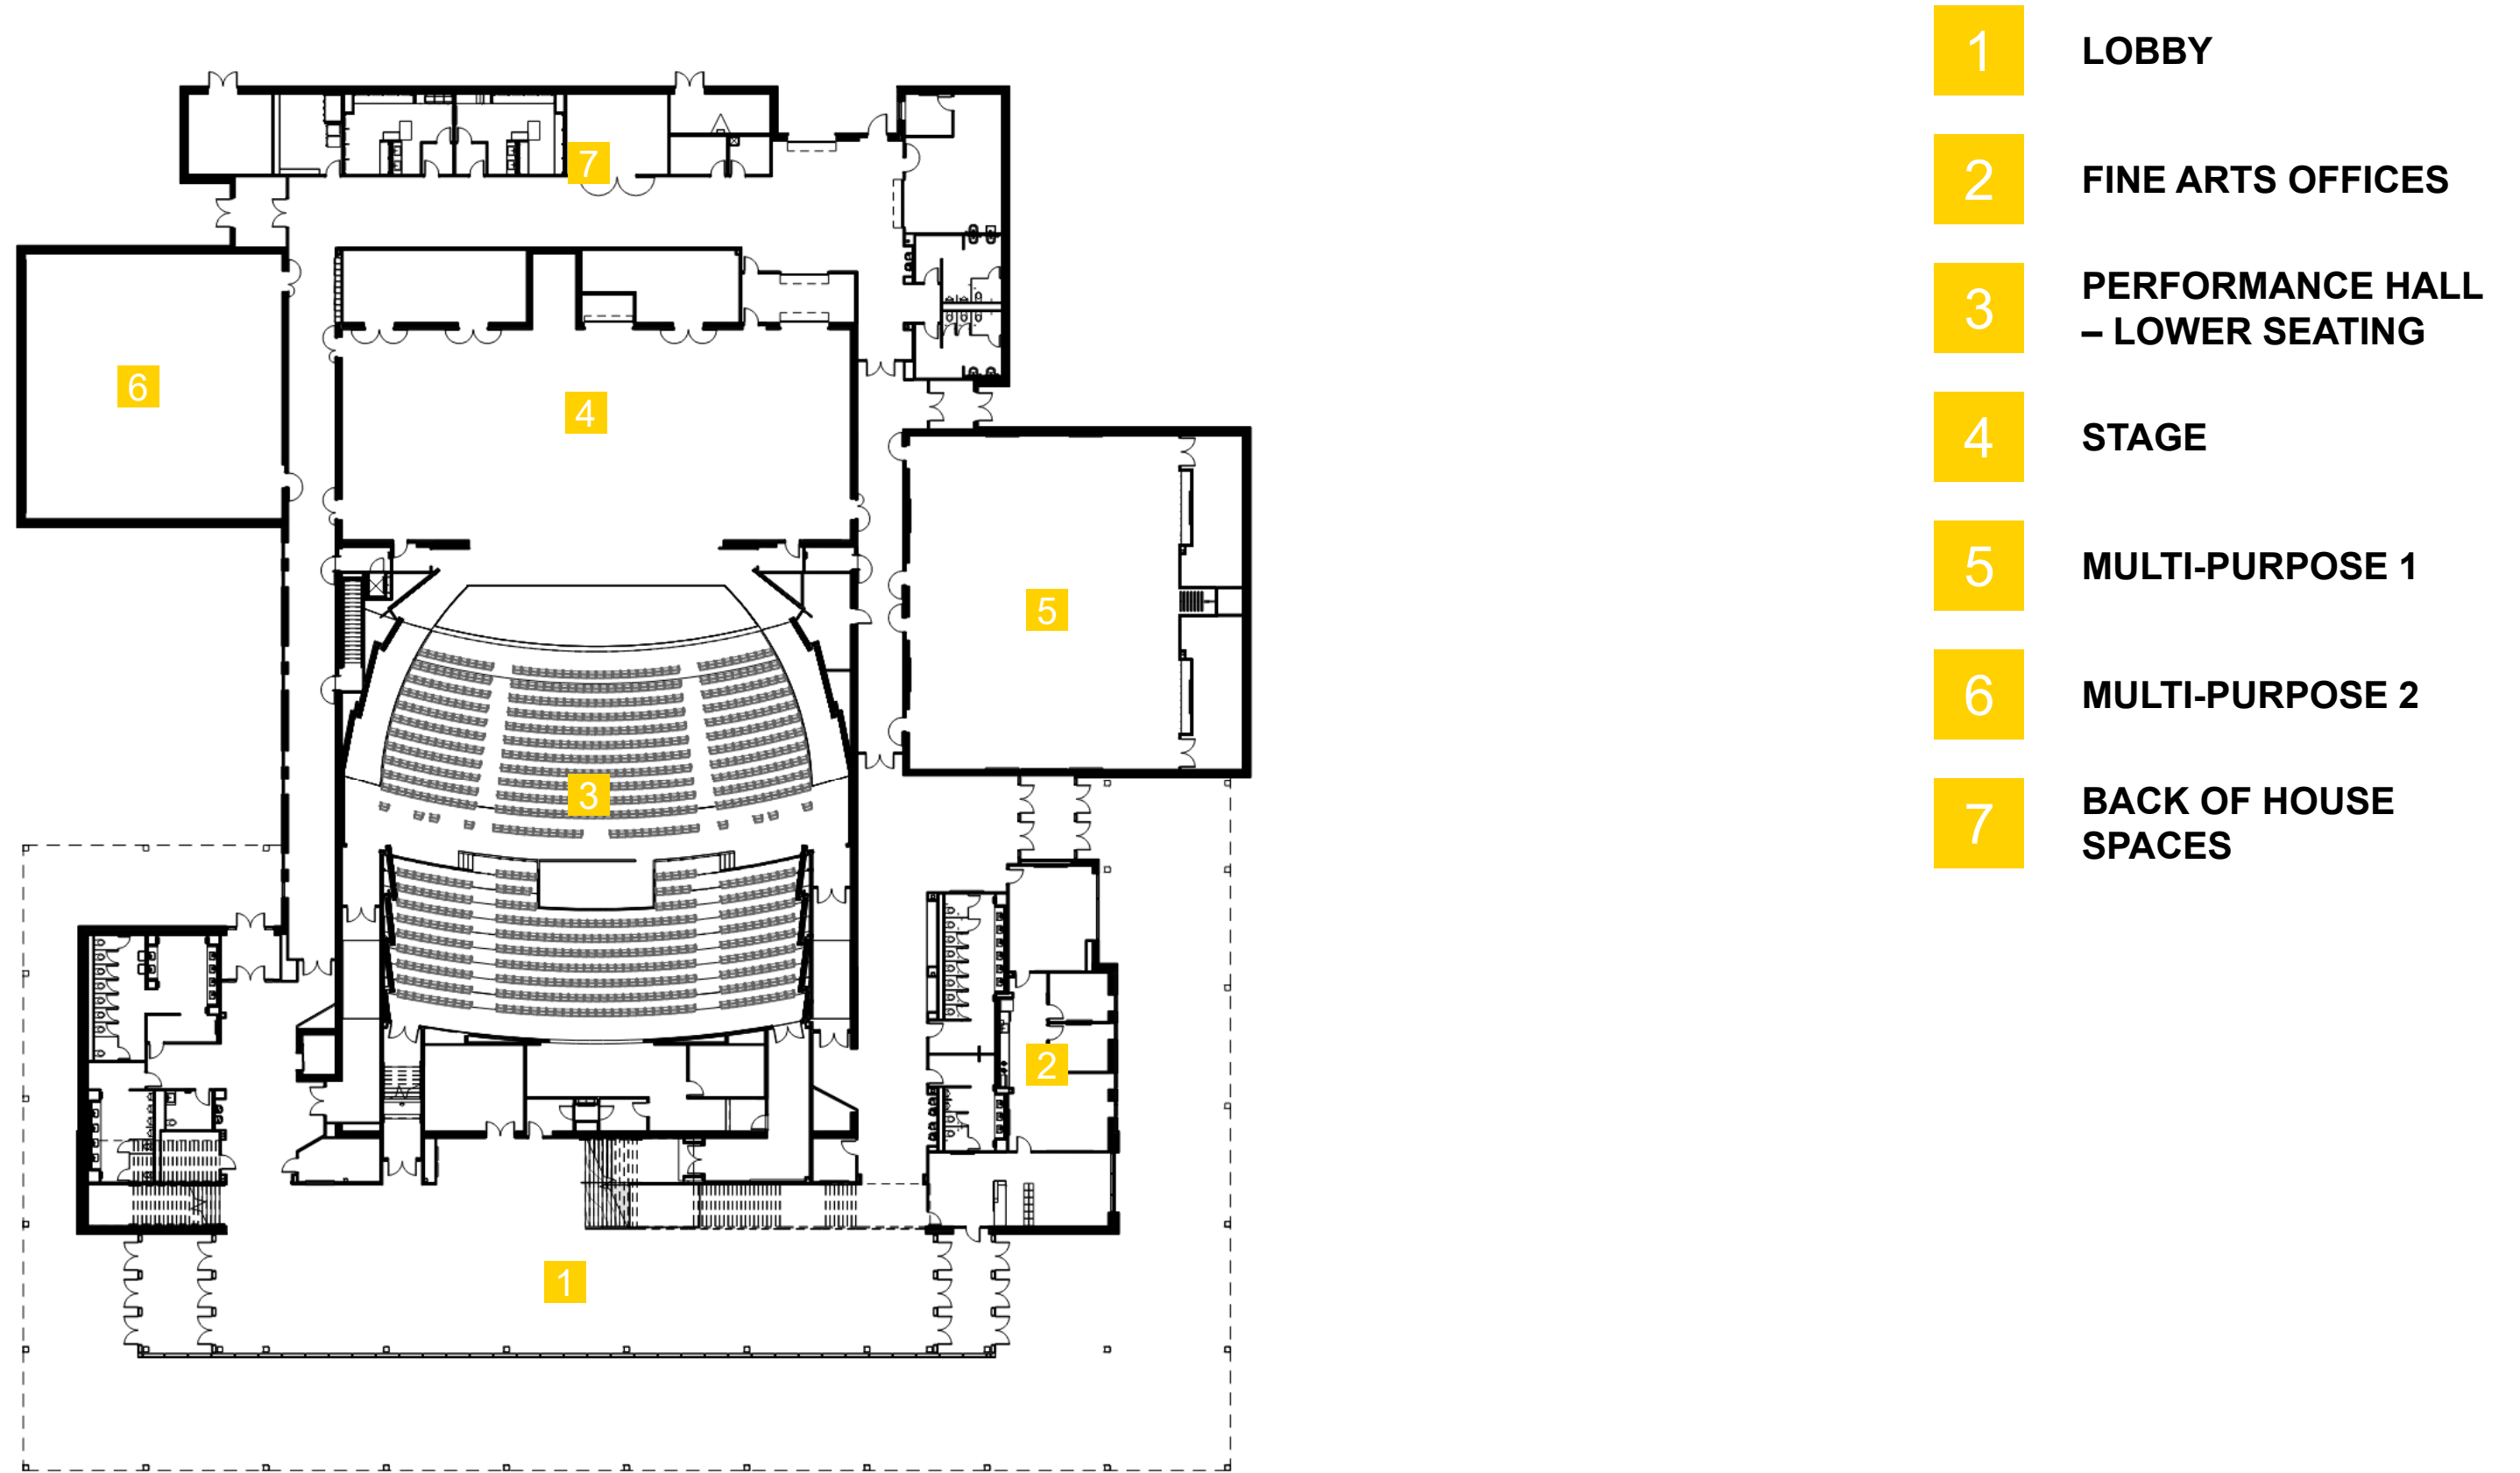 7
6
4
5
3
2
1
1 LOBBY
2 FINE ARTS OFFICES
3 PERFORMANCE HALL
– LOWER SEATING
4 STAGE
5 MULTI-PURPOSE 1
6 MULTI-PURPOSE 2
7 BACK OF HOUSE
SPACES